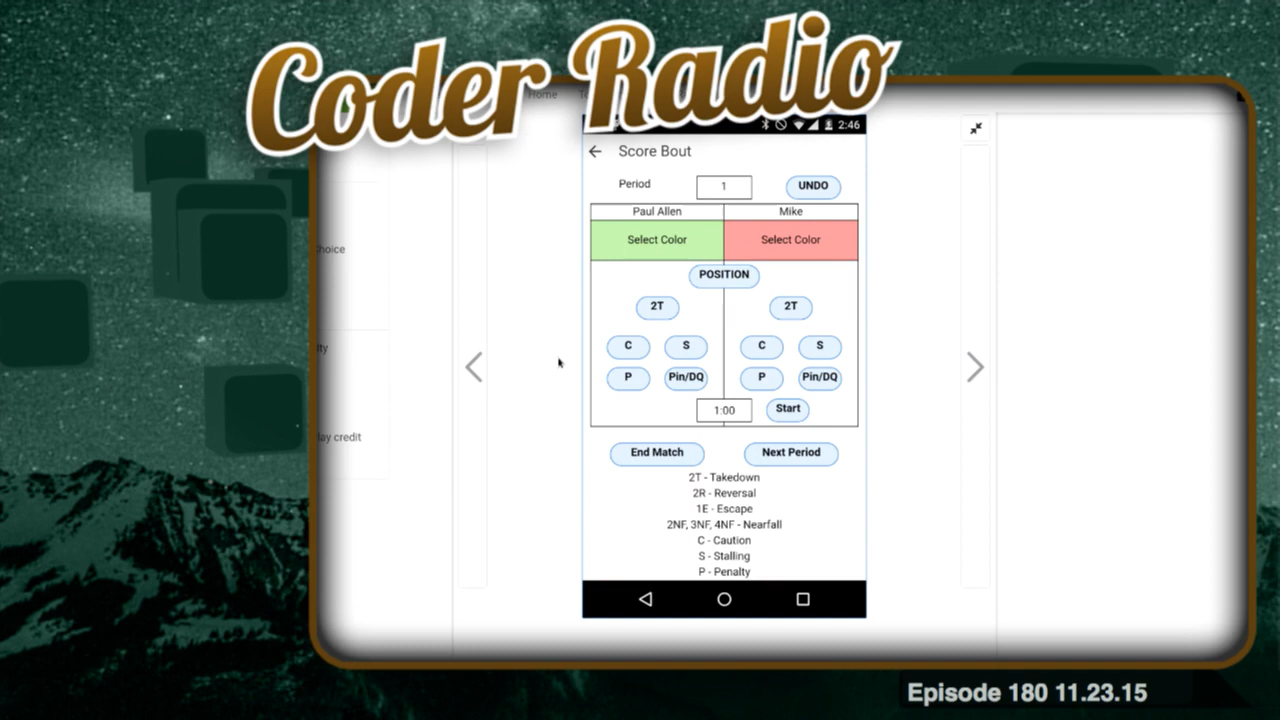 Coder Radio
Home
2:46
Score Bout
Period 1 UNDO
Paul Allen Mike
Select Color Select Color
POSITION
2T 2T
C S C S
P Pin/DQ P Pin/DQ
1:00 Start
End Match Next Period
2T - Takedown
2R - Reversal
1E - Escape
2NF, 3NF, 4NF - Nearfall
C - Caution
S - Stalling
P - Penalty
hoice
lty
lay credit
Episode 180 11.23.15